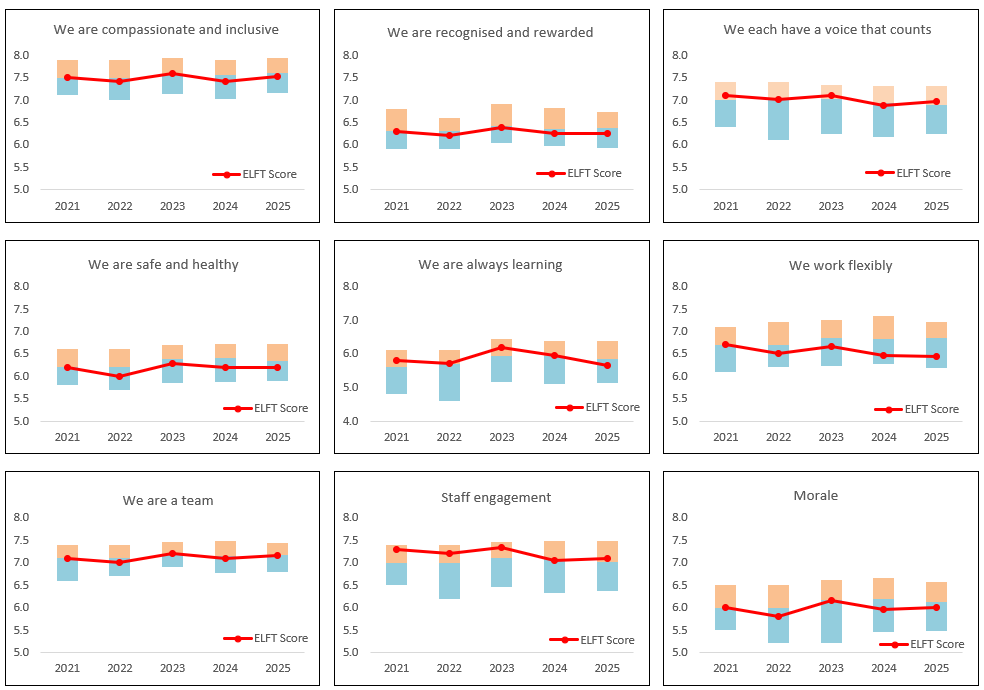 We are compassionate and inclusive
8.0
7.5
7.0
6.5
6.0
5.5
5.0
ELFT Score
2021 2022 2023 2024 2025
We are recognised and rewarded
8.0
7.5
7.0
6.5
6.0
5.5
5.0
ELFT Score
2021 2022 2023 2024 2025
We each have a voice that counts
8.0
7.5
7.0
6.5
6.0
5.5
5.0
ELFT Score
2021 2022 2023 2024 2025
We are safe and healthy
8.0
7.5
7.0
6.5
6.0
5.5
5.0
ELFT Score
2021 2022 2023 2024 2025
We are always learning
8.0
7.0
6.0
5.0
4.0
ELFT Score
2021 2022 2023 2024 2025
We work flexibly
8.0
7.5
7.0
6.5
6.0
5.5
5.0
ELFT Score
2021 2022 2023 2024 2025
We are a team
8.0
7.5
7.0
6.5
6.0
5.5
5.0
ELFT Score
2021 2022 2023 2024 2025
Staff engagement
8.0
7.5
7.0
6.5
6.0
5.5
5.0
ELFT Score
2021 2022 2023 2024 2025
Morale
8.0
7.5
7.0
6.5
6.0
5.5
5.0
ELFT Score
2021 2022 2023 2024 2025